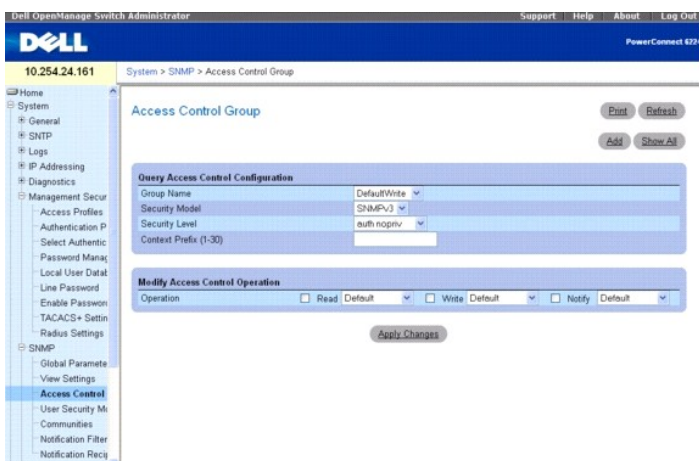 Dell OpenManage Switch Administrator
Support Help About Log Out
DELL
PowerConnect 622
10.254.24.161
System > SNMP > Access Control Group
Home
System
General
SNTP
Logs
IP Addressing
Diagnostics
Management Secur
Access Profiles
Authentication P
Select Authentic
Password Manag
Local User Datab
Line Password
Enable Passwor
TACACS+ Settin
Radius Settings
SNMP
Global Paramete
View Settings
Access Control
User Security Mo
Communities
Notification Filter
Notification Recip
Access Control Group
Print Refresh
Add Show All
Query Access Control Configuration
Group Name DefaultWrite
Security Model SNMPv3
Security Level auth nopriv
Context Prefix (1-30)
Modify Access Control Operation
Operation Read Default Write Default Notify Default
Apply Changes